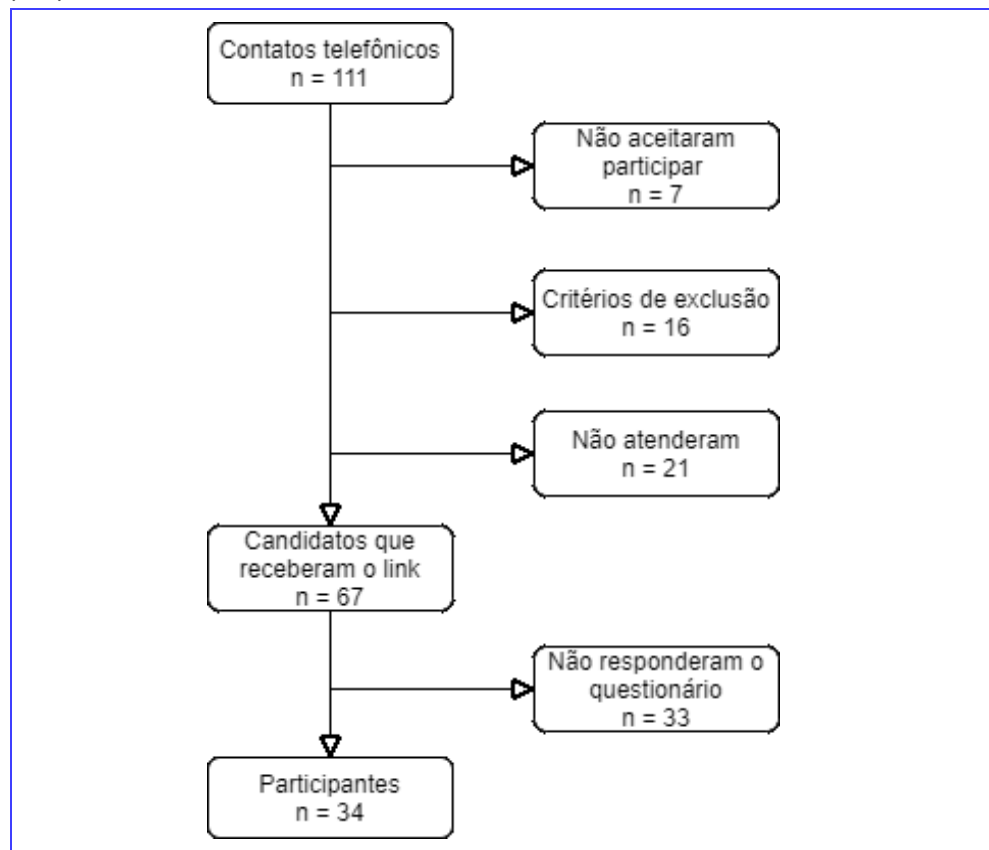 Contatos telefônicos
n = 111
Não aceitaram
participar
n = 7
Critérios de exclusão
n = 16
Não atenderam
n = 21
Candidatos que
receberam o link
n = 67
Não responderam o
questionário
n = 33
Participantes
n = 34